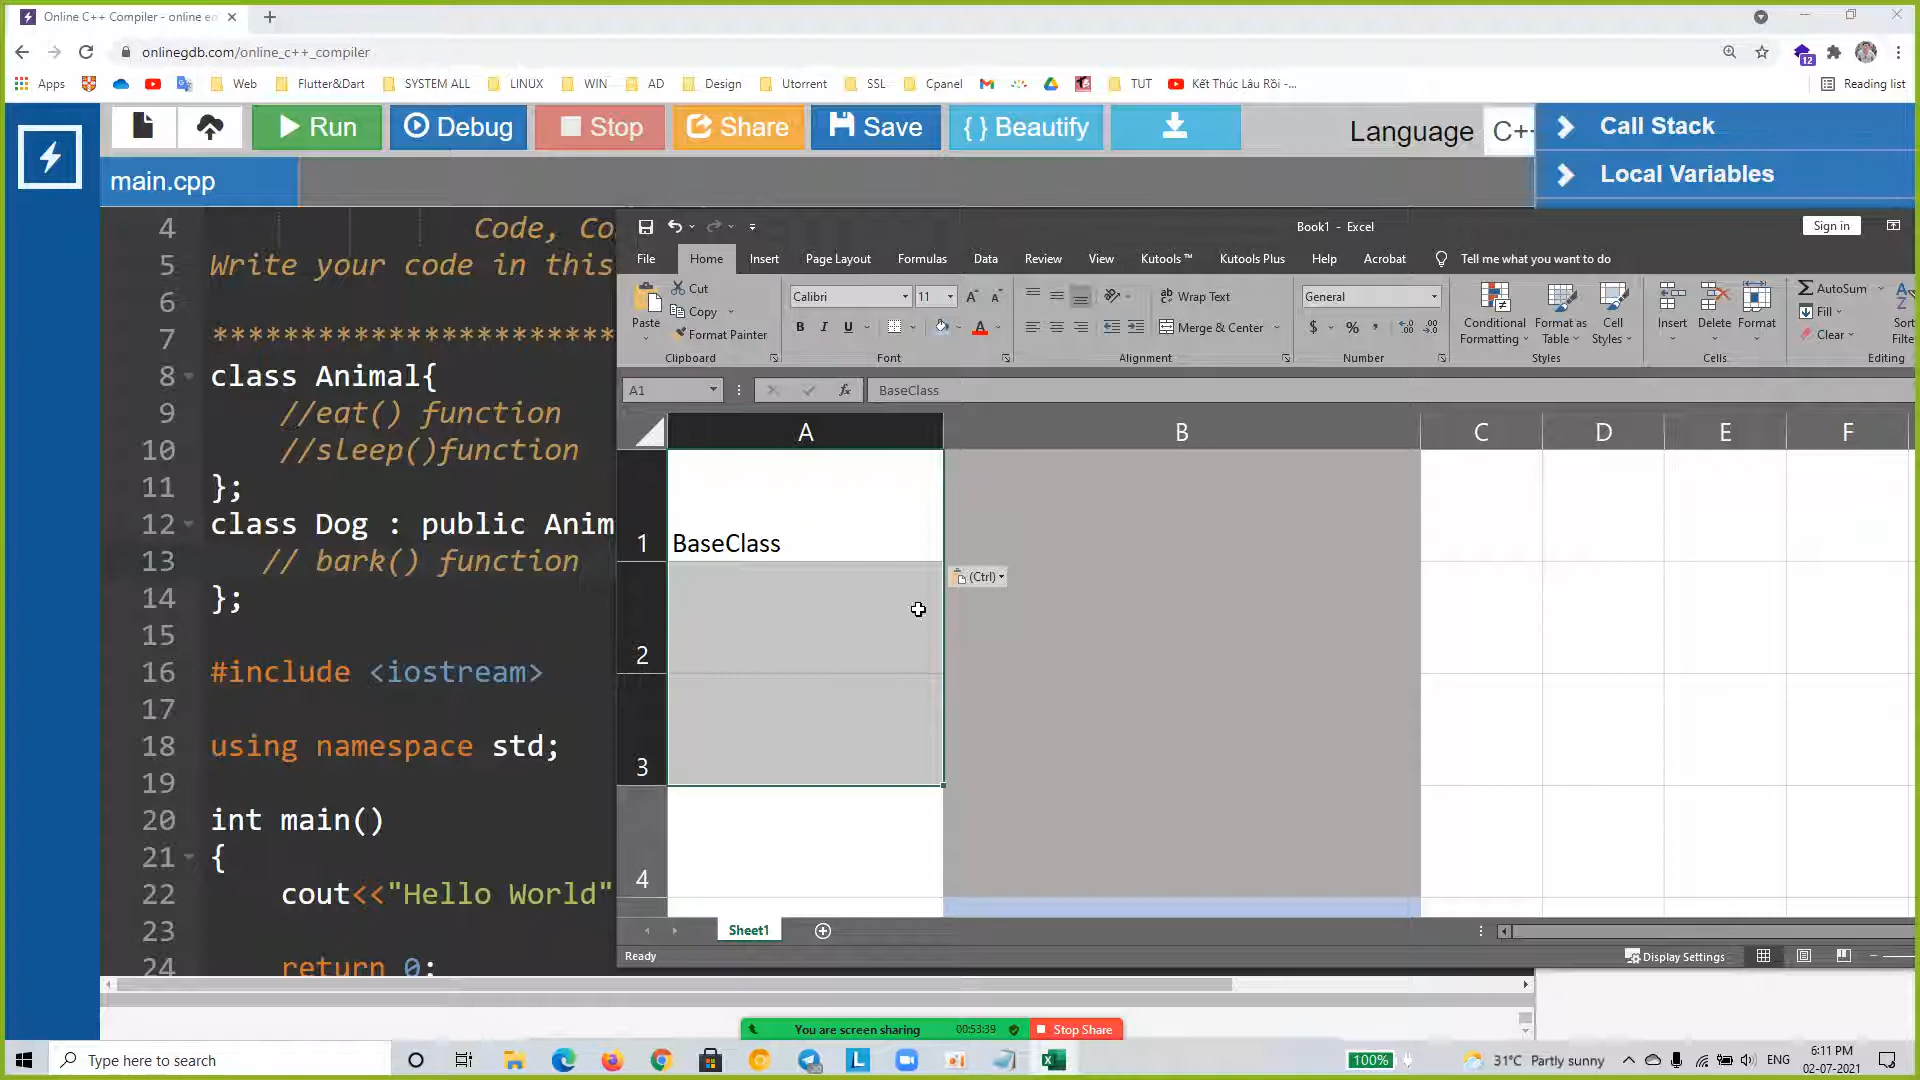 Online C++ Compiler - online e
onlinegdb.com/online_c++_compiler
12
Apps
Web
Flutter&Dart
SYSTEM ALL
LINUX
WIN
AD
Design
Utorrent
SSL
Cpanel
TUT
Kết Thúc Lâu Rồi -...
Reading list
Run
Debug
Stop
Share
Save
{ } Beautify
Language
C+
Call Stack
Local Variables
main.cpp
4 Code, Co
5 Write your code in this
6
7 ***********************
8 class Animal{
9 //eat() function
10 //sleep()function
11 };
12 class Dog : public Anim
13 // bark() function
14 };
15
16 #include <iostream>
17
18 using namespace std;
19
20 int main()
21 {
22 cout<<"Hello World"
23
24 return 0;
Book1 - Excel
Sign in
File
Home
Insert
Page Layout
Formulas
Data
Review
View
Kutools ™
Kutools Plus
Help
Acrobat
Tell me what you want to do
Paste
Cut
Copy
Format Painter
Clipboard
Calibri
11
B I U
Font
Wrap Text
Merge & Center
Alignment
General
$ % ,
Number
Conditional Formatting
Format as Table
Cell Styles
Styles
Insert
Delete
Format
Cells
AutoSum
Fill
Clear
Sort
Filte
Editing
A1
fx
BaseClass
A B C D E F
1 BaseClass
(Ctrl)
2
3
4
Sheet1
Ready
Display Settings
You are screen sharing
00:53:39
Stop Share
Type here to search
100%
31°C Partly sunny
ENG
6:11 PM
02-07-2021